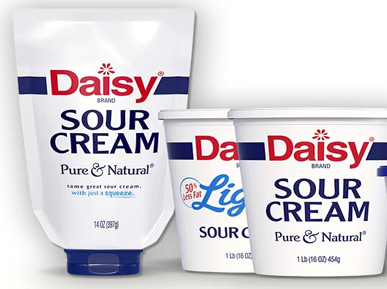 Daisy®
BRAND
SOUR
CREAM
Pure & Natural®
same great sour cream.
with just a squeeze.
14 OZ (397g)
Da
50%
Less Fat
Lig
SOUR C
1 Lb (16 OZ)
Daisy®
BRAND
SOUR
CREAM
Pure & Natural®
1 Lb (16 OZ) 454g